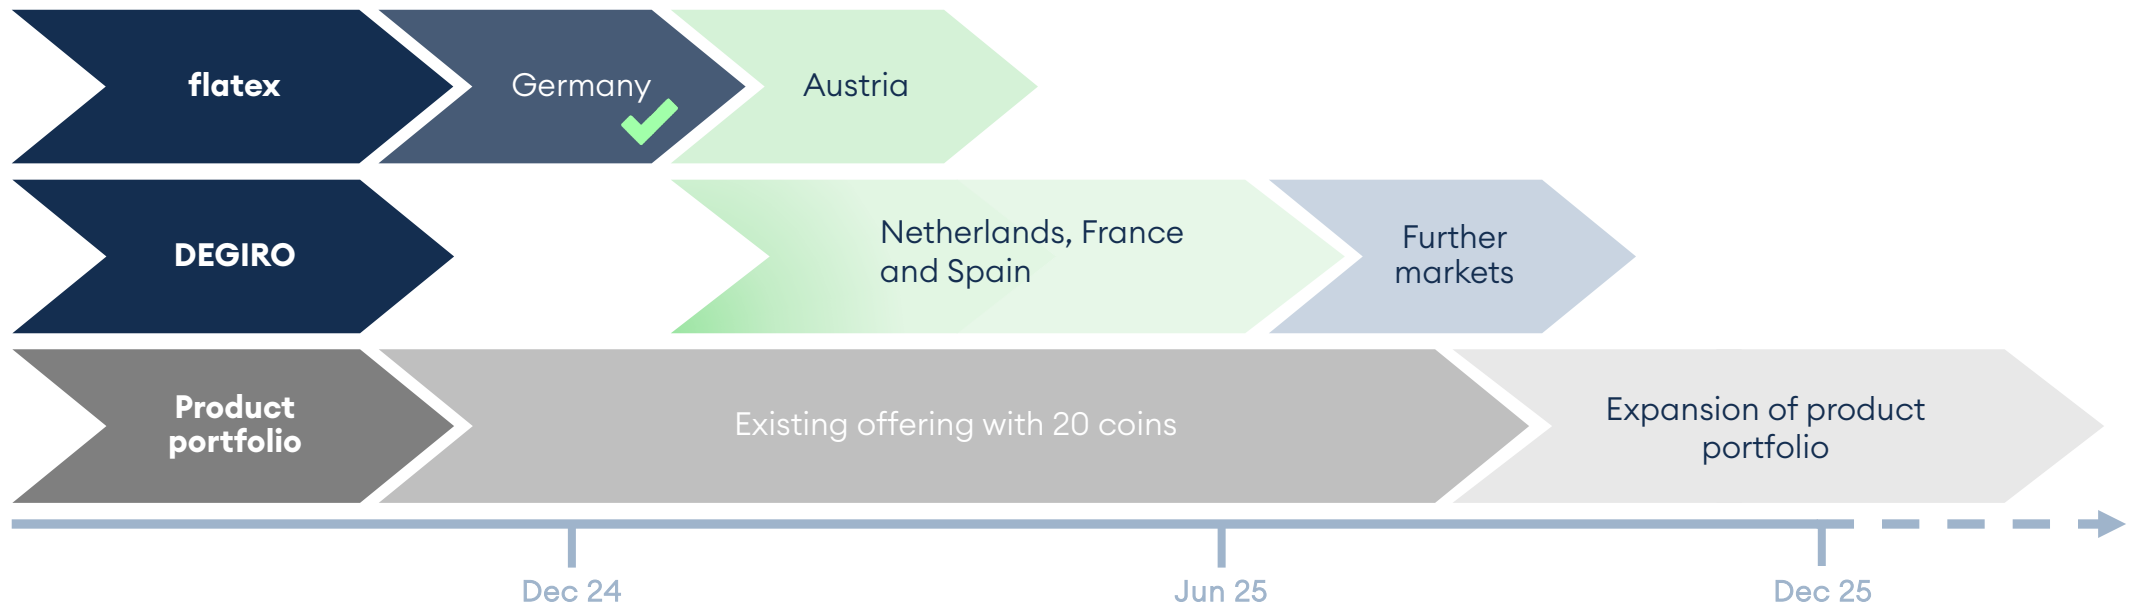 flatex
Germany
Austria
DEGIRO
Netherlands, France
and Spain
Further
markets
Product
portfolio
Existing offering with 20 coins
Expansion of product
portfolio
Dec 24
Jun 25
Dec 25